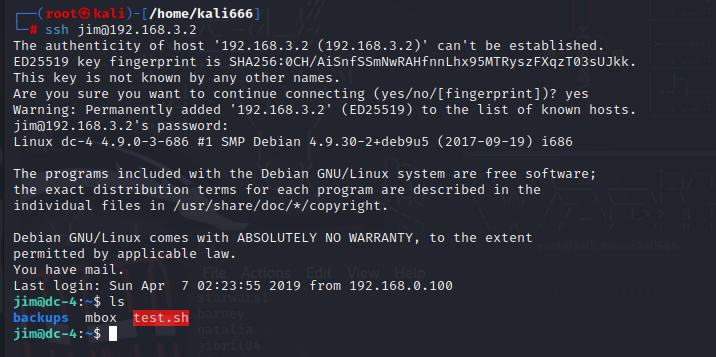 ┌──(root㉿kali)-[/home/kali666]
└─# ssh jim@192.168.3.2
The authenticity of host '192.168.3.2 (192.168.3.2)' can't be established.
ED25519 key fingerprint is SHA256:0CH/AiSnfSSmNwRAHfnnLhx95MTRyszFXqzT03sUJkk.
This key is not known by any other names.
Are you sure you want to continue connecting (yes/no/[fingerprint])? yes
Warning: Permanently added '192.168.3.2' (ED25519) to the list of known hosts.
jim@192.168.3.2's password:
Linux dc-4 4.9.0-3-686 #1 SMP Debian 4.9.30-2+deb9u5 (2017-09-19) i686
The programs included with the Debian GNU/Linux system are free software;
the exact distribution terms for each program are described in the
individual files in /usr/share/doc/*/copyright.
Debian GNU/Linux comes with ABSOLUTELY NO WARRANTY, to the extent
permitted by applicable law.
You have mail.
File Actions Edit View Help
Last login: Sun Apr  7 02:23:55 2019 from 192.168.0.100
jim@dc-4:~$ ls
barney
backups  mbox  test.sh
natalia
jim@dc-4:~$
jibril04